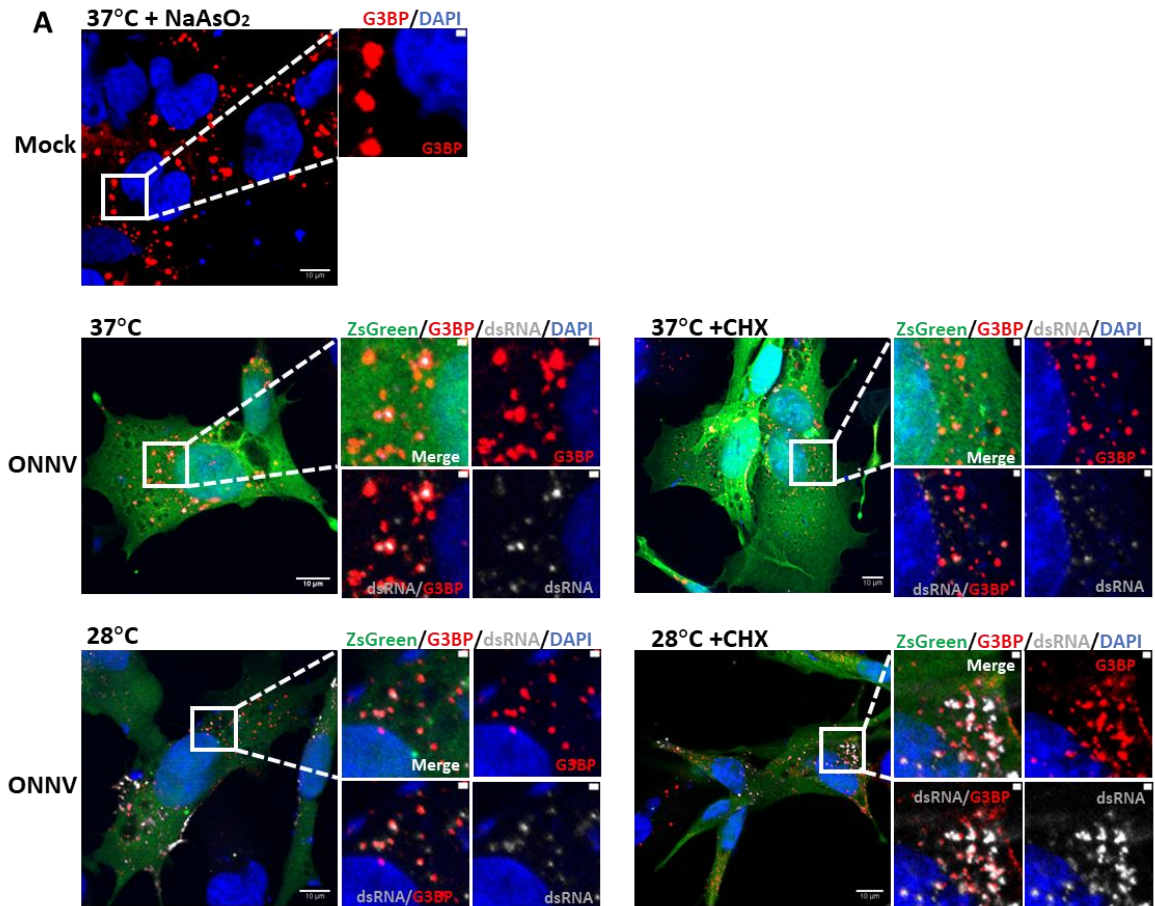 A
37°C + NaAsO2
G3BP/DAPI
Mock
G3BP
10 µm
37°C
ZsGreen/G3BP/dsRNA/DAPI
37°C +CHX
ZsGreen/G3BP/dsRNA/DAPI
ONNV
Merge
G3BP
Merge
G3BP
dsRNA/G3BP
dsRNA
dsRNA/G3BP
dsRNA
10 µm
10 µm
28°C
ZsGreen/G3BP/dsRNA/DAPI
28°C +CHX
ZsGreen/G3BP/dsRNA/DAPI
ONNV
Merge
G3BP
Merge
G3BP
dsRNA/G3BP
dsRNA
dsRNA/G3BP
dsRNA
10 µm
10 µm